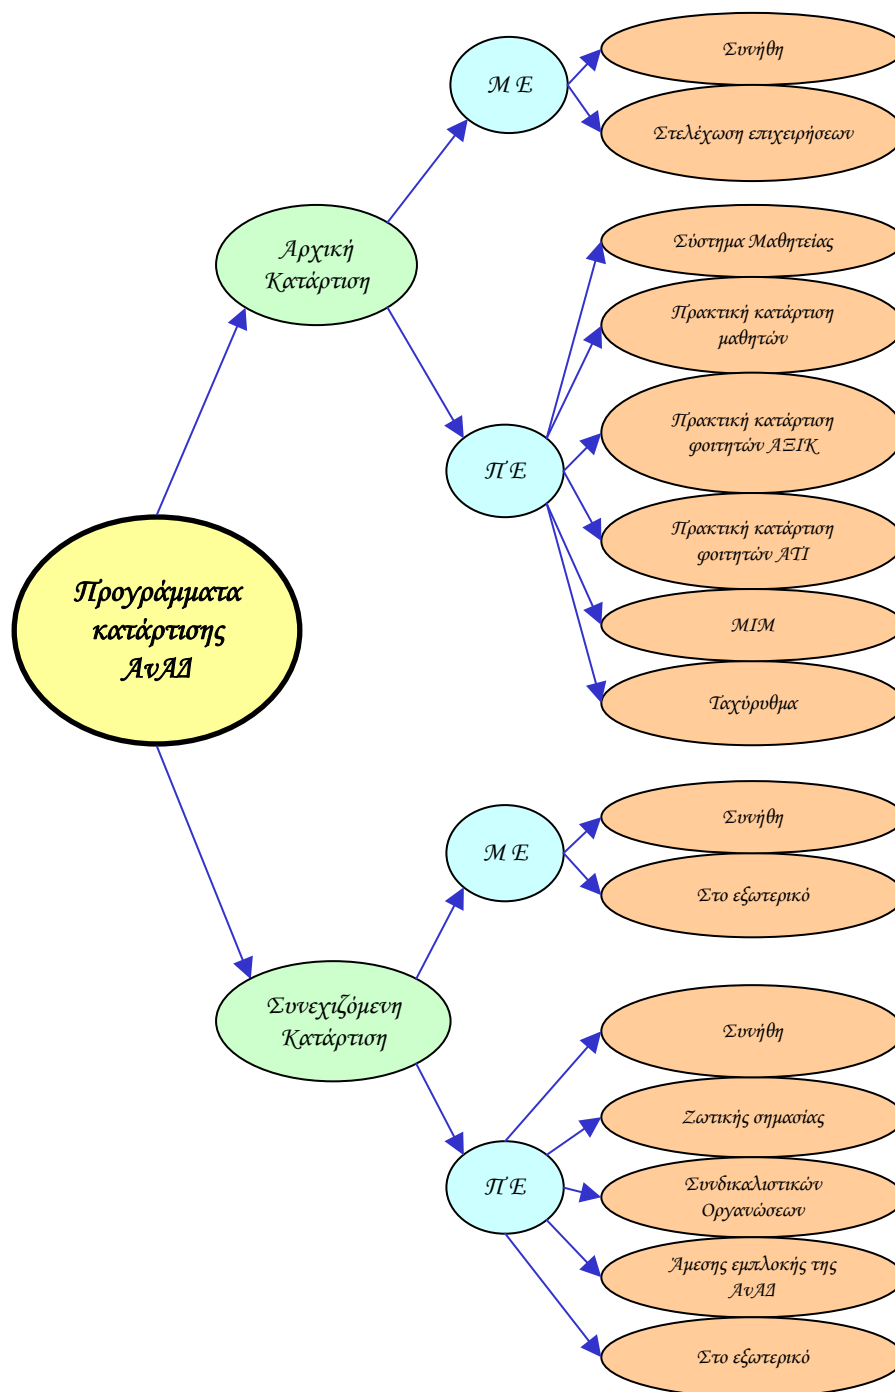 Προγράμματα
κατάρτισης
ΑνΑΔ
Αρχική
Κατάρτιση
Μ Ε
Συνήθη
Στελέχωση επιχειρήσεων
Π Ε
Σύστημα Μαθητείας
Πρακτική κατάρτιση
μαθητών
Πρακτική κατάρτιση
φοιτητών ΑΞΙΚ
Πρακτική κατάρτιση
φοιτητών ΑΤΙ
ΜΙΜ
Ταχύρυθμα
Συνεχιζόμενη
Κατάρτιση
Μ Ε
Συνήθη
Στο εξωτερικό
Π Ε
Συνήθη
Ζωτικής σημασίας
Συνδικαλιστικών
Οργανώσεων
Άμεσης εμπλοκής της
ΑνΑΔ
Στο εξωτερικό